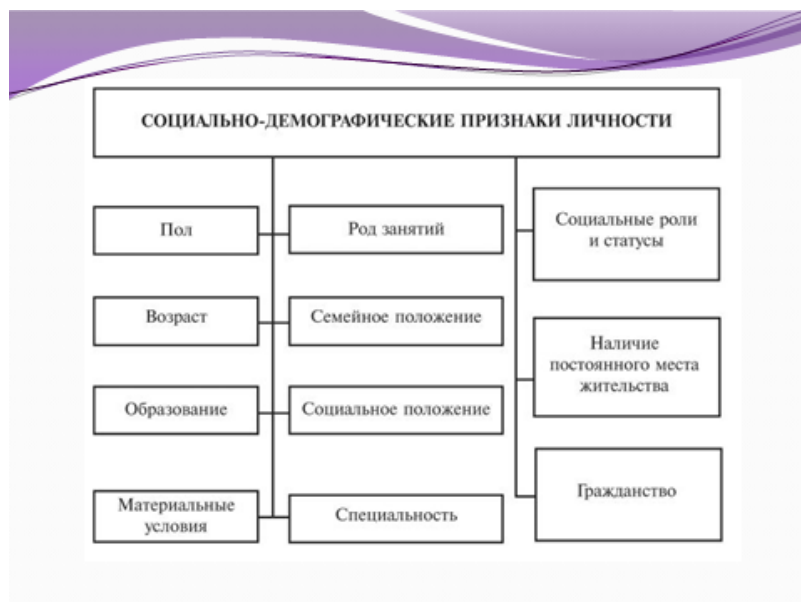 СОЦИАЛЬНО-ДЕМОГРАФИЧЕСКИЕ ПРИЗНАКИ ЛИЧНОСТИ
Пол
Род занятий
Социальные роли
и статусы
Возраст
Семейное положение
Наличие
постоянного места
жительства
Образование
Социальное положение
Материальные
условия
Специальность
Гражданство